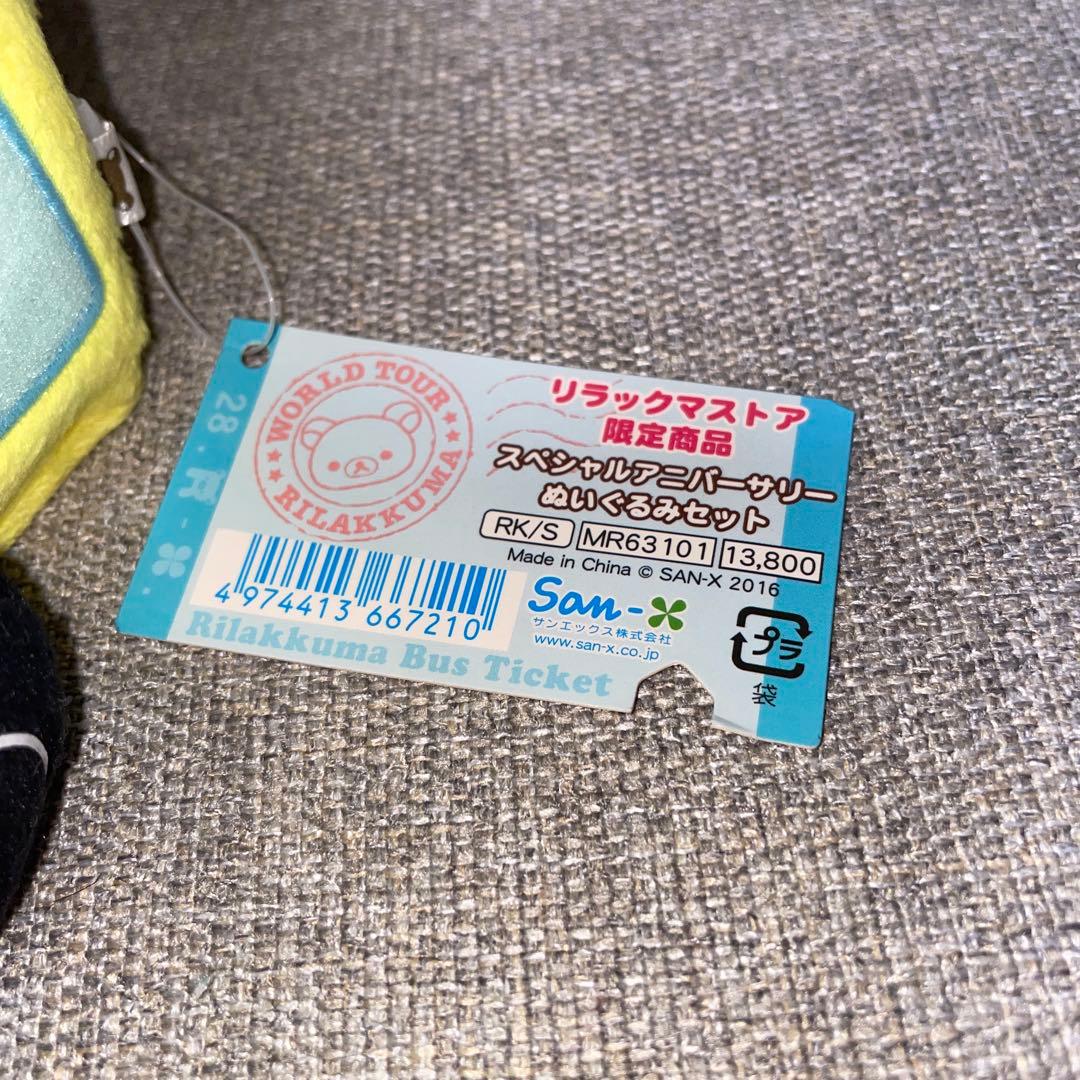 WORLD TOUR
RILAKKUMA
リラックマストア
限定商品
スペシャルアニバーサリー
ぬいぐるみセット
RK/S MR63101 13,800
Made in China © SAN-X 2016
4 974413 667210
San-X
サンエックス株式会社
www.san-x.co.jp
プラ
袋
Rilakkuma Bus Ticket
28.